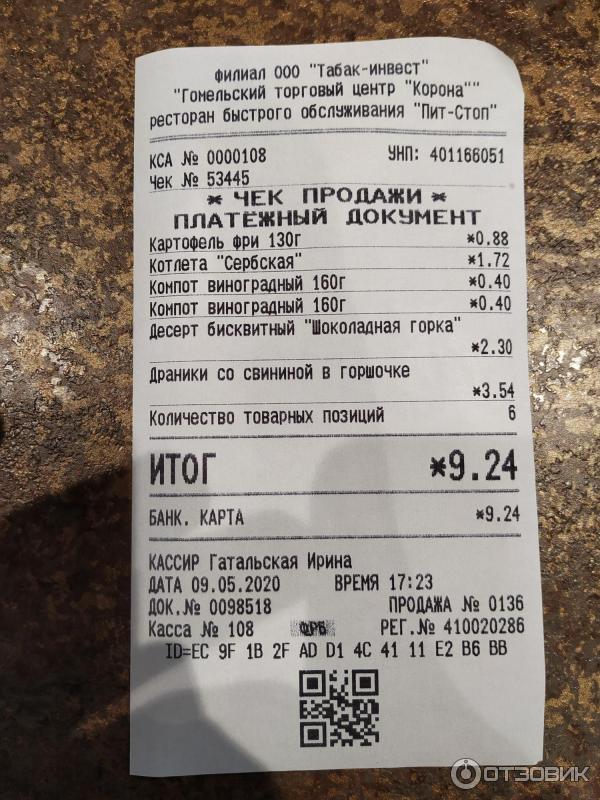 филиал ООО "Табак-инвест"
"Гомельский торговый центр "Корона""
ресторан быстрого обслуживания "Пит-Стоп"
КСА № 0000108 УНП: 401166051
Чек № 53445
* ЧЕК ПРОДАЖИ *
ПЛАТЁЖНЫЙ ДОКУМЕНТ
Картофель фри 130г *0.88
Котлета "Сербская" *1.72
Компот виноградный 160г *0.40
Компот виноградный 160г *0.40
Десерт бисквитный "Шоколадная горка"
*2.30
Драники со свининой в горшочке
*3.54
Количество товарных позиций 6
ИТОГ *9.24
БАНК. КАРТА *9.24
КАССИР Гатальская Ирина
ДАТА 09.05.2020 ВРЕМЯ 17:23
ДОК.№ 0098518 ПРОДАЖА № 0136
Касса № 108 ФРБ РЕГ.№ 410020286
ID=EC 9F 1B 2F AD D1 4C 41 11 E2 B6 BB
ОТЗОВИК